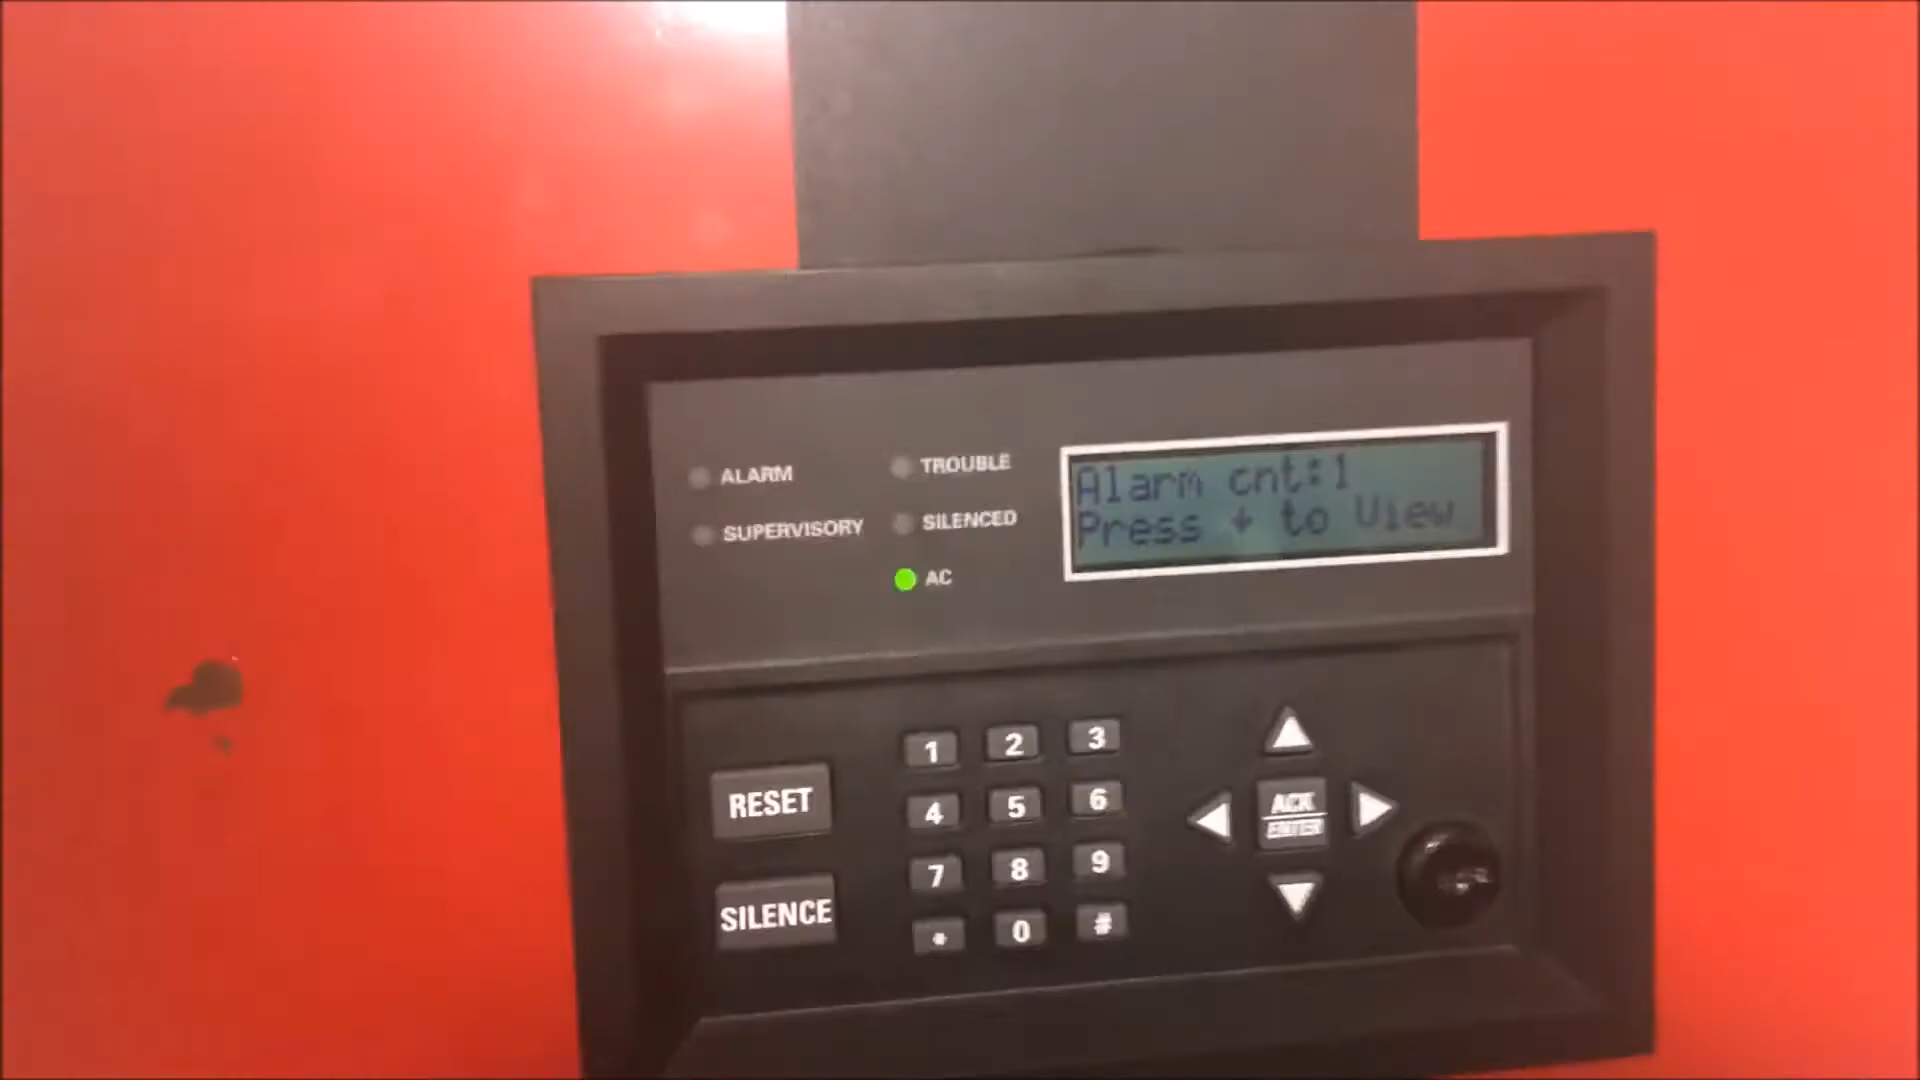 ALARM
TROUBLE
SUPERVISORY
SILENCED
AC
Alarm cnt:1
Press ↓ to View
RESET
SILENCE
1 2 3
4 5 6
7 8 9
* 0 #
ACK
ENTER